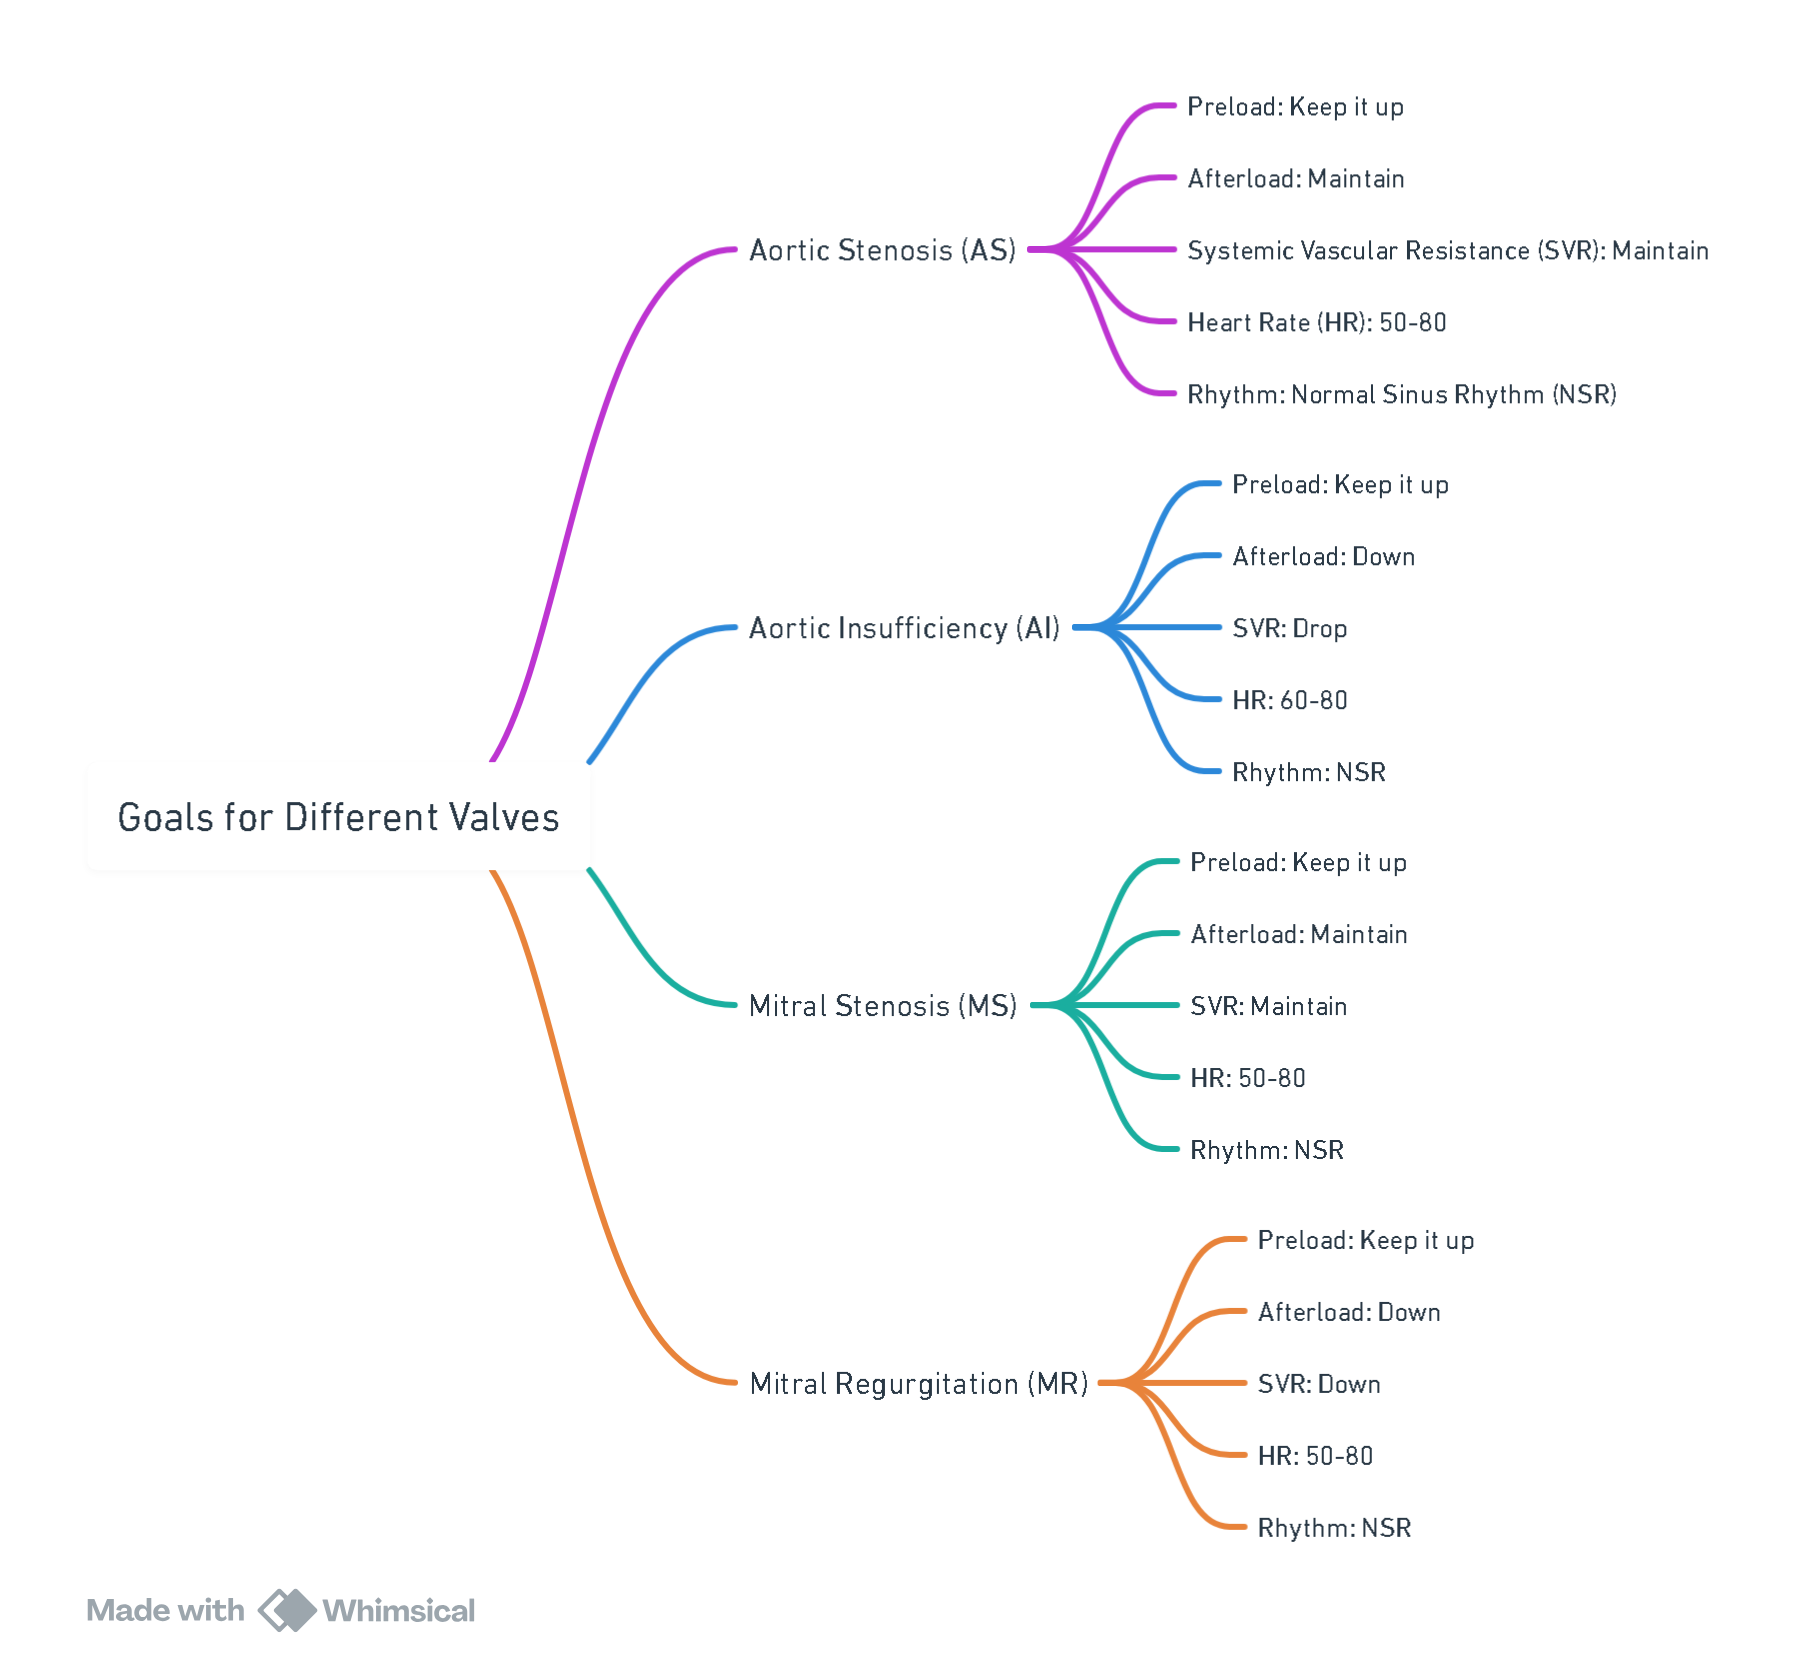 Goals for Different Valves
Aortic Stenosis (AS)
Preload: Keep it up
Afterload: Maintain
Systemic Vascular Resistance (SVR): Maintain
Heart Rate (HR): 50-80
Rhythm: Normal Sinus Rhythm (NSR)
Aortic Insufficiency (AI)
Preload: Keep it up
Afterload: Down
SVR: Drop
HR: 60-80
Rhythm: NSR
Mitral Stenosis (MS)
Preload: Keep it up
Afterload: Maintain
SVR: Maintain
HR: 50-80
Rhythm: NSR
Mitral Regurgitation (MR)
Preload: Keep it up
Afterload: Down
SVR: Down
HR: 50-80
Rhythm: NSR
Made with Whimsical